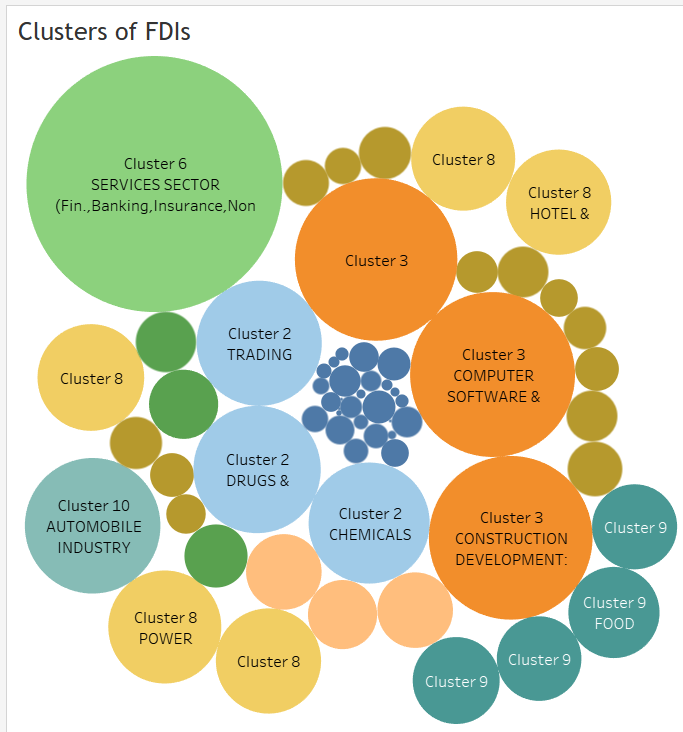 Clusters of FDIs
Cluster 6
SERVICES SECTOR
(Fin.,Banking,Insurance,Non
Cluster 8
Cluster 8
HOTEL &
Cluster 3
Cluster 2
TRADING
Cluster 3
COMPUTER
SOFTWARE &
Cluster 8
Cluster 2
DRUGS &
Cluster 10
AUTOMOBILE
INDUSTRY
Cluster 2
CHEMICALS
Cluster 3
CONSTRUCTION
DEVELOPMENT:
Cluster 9
Cluster 9
FOOD
Cluster 8
POWER
Cluster 8
Cluster 9
Cluster 9